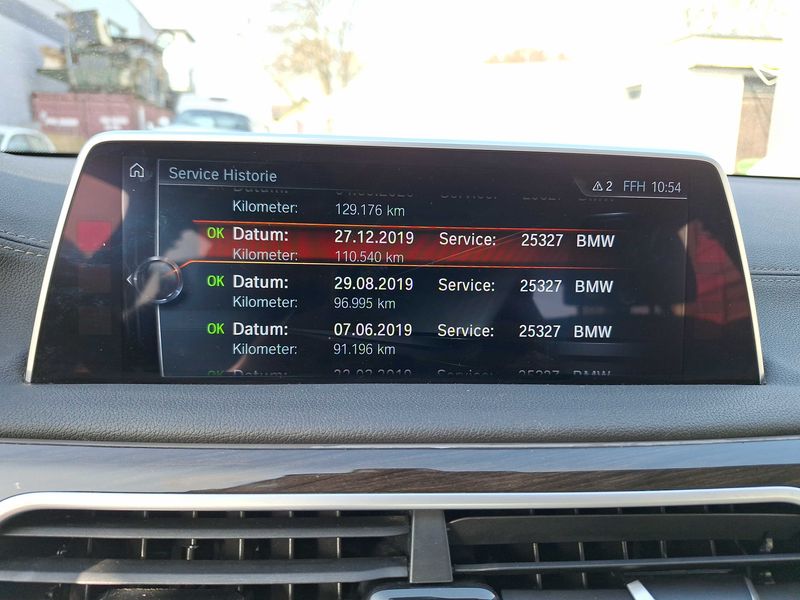 Service Historie
2 FFH 10:54
Kilometer: 129.176 km
OK Datum: 27.12.2019 Service: 25327 BMW
Kilometer: 110.540 km
OK Datum: 29.08.2019 Service: 25327 BMW
Kilometer: 96.995 km
OK Datum: 07.06.2019 Service: 25327 BMW
Kilometer: 91.196 km